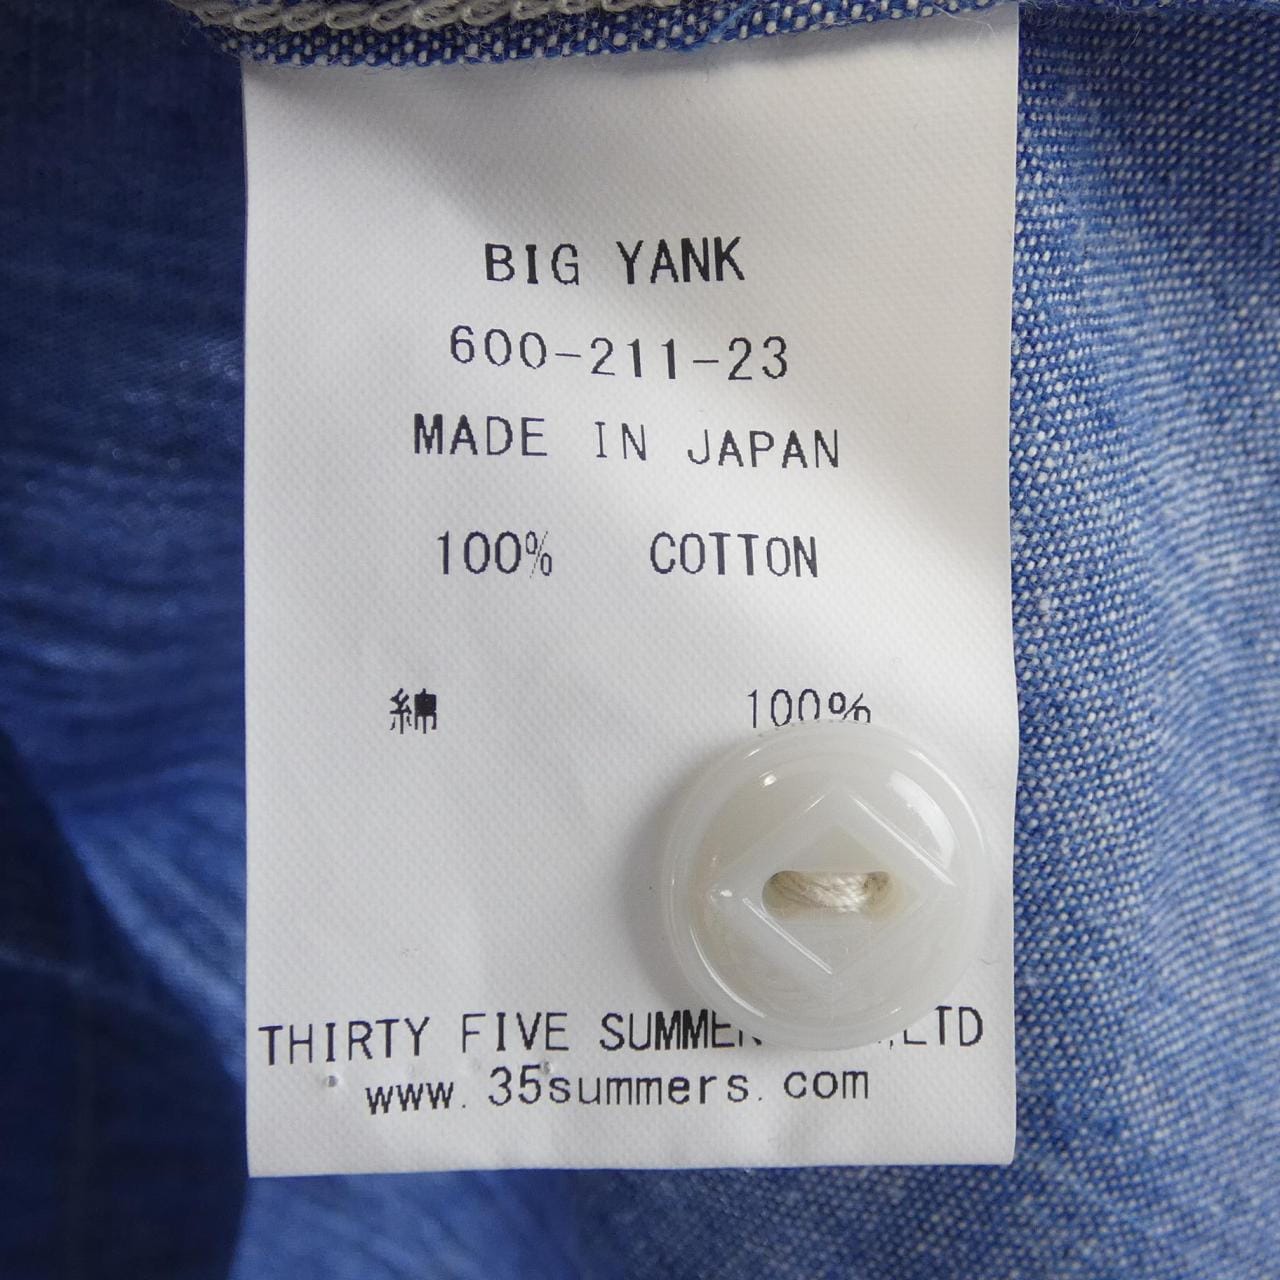 BIG YANK
600-211-23
MADE IN JAPAN
100% COTTON
綿 100%
THIRTY FIVE SUMMER LTD
www.35summers.com